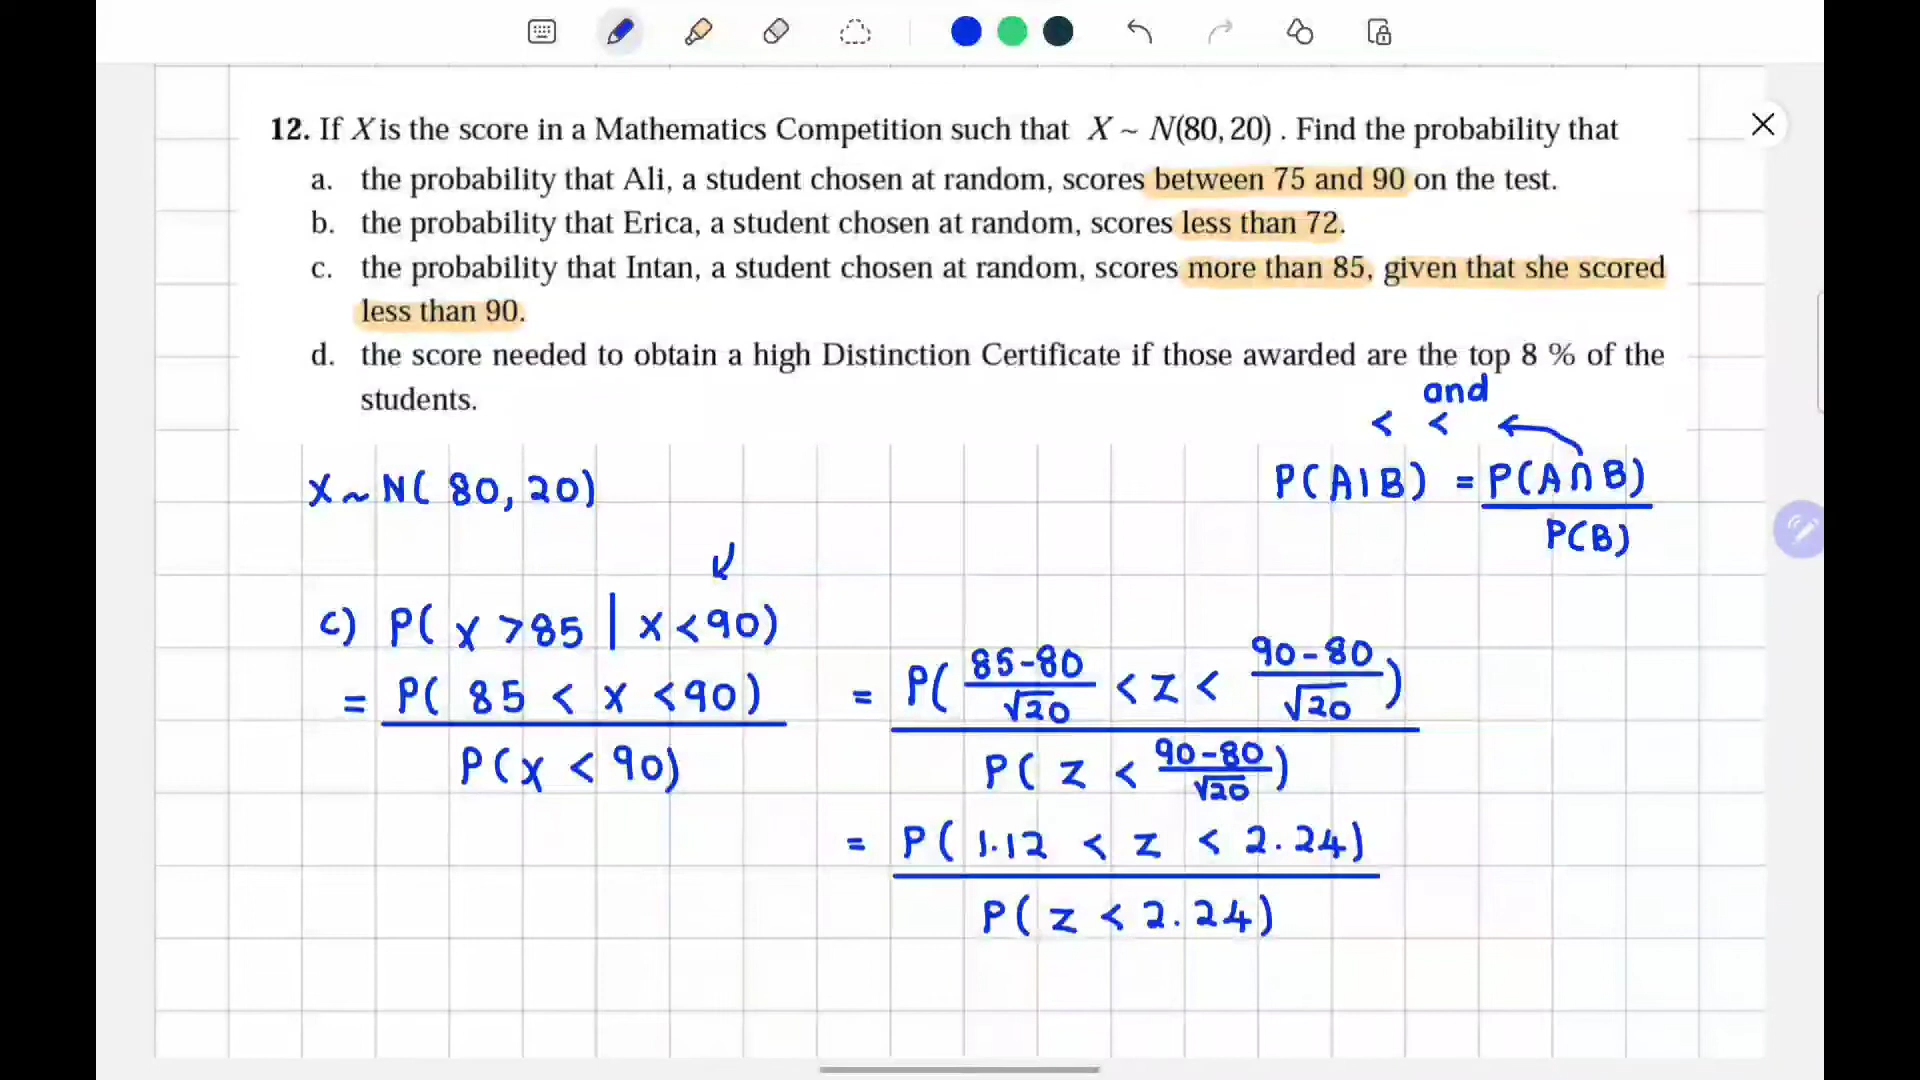 12. If X is the score in a Mathematics Competition such that X ~ N(80, 20) . Find the probability that
a. the probability that Ali, a student chosen at random, scores between 75 and 90 on the test.
b. the probability that Erica, a student chosen at random, scores less than 72.
c. the probability that Intan, a student chosen at random, scores more than 85, given that she scored
less than 90.
d. the score needed to obtain a high Distinction Certificate if those awarded are the top 8 % of the
students.
and
< <
X ~ N( 80, 20)
P(A|B) = P(A∩B)
P(B)
c) P( X > 85 | X < 90)
= P( 85 < X < 90)
P(X < 90)
= P( 85-80/√20 < Z < 90-80/√20 )
P( Z < 90-80/√20 )
= P( 1.12 < Z < 2.24)
P( Z < 2.24)